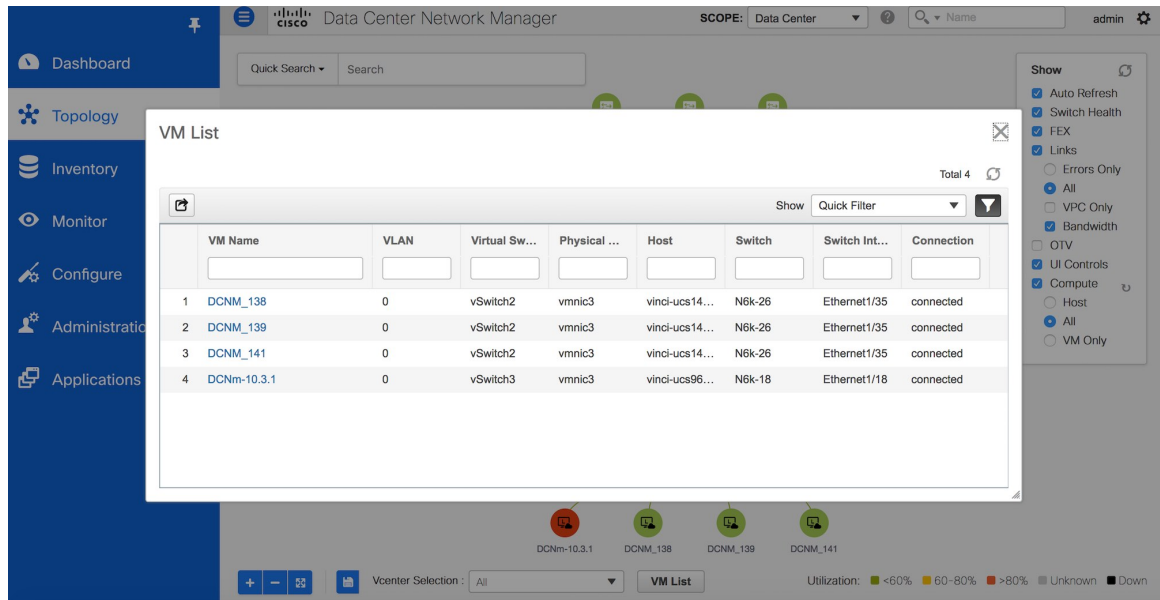 CISCO Data Center Network Manager SCOPE: Data Center Name admin
Dashboard
Topology
Inventory
Monitor
Configure
Administratio
Applications
Quick Search Search
Show
Auto Refresh
Switch Health
FEX
Links
Errors Only
All
VPC Only
Bandwidth
OTV
UI Controls
Compute
Host
All
VM Only
VM List
Total 4
Show Quick Filter
VM Name VLAN Virtual Sw... Physical ... Host Switch Switch Int... Connection
1 DCNM_138 0 vSwitch2 vmnic3 vinci-ucs14... N6k-26 Ethernet1/35 connected
2 DCNM_139 0 vSwitch2 vmnic3 vinci-ucs14... N6k-26 Ethernet1/35 connected
3 DCNM_141 0 vSwitch2 vmnic3 vinci-ucs14... N6k-26 Ethernet1/35 connected
4 DCNm-10.3.1 0 vSwitch3 vmnic3 vinci-ucs96... N6k-18 Ethernet1/18 connected
DCNm-10.3.1 DCNM_138 DCNM_139 DCNM_141
Vcenter Selection : All VM List Utilization: <60% 60~80% >80% Unknown Down